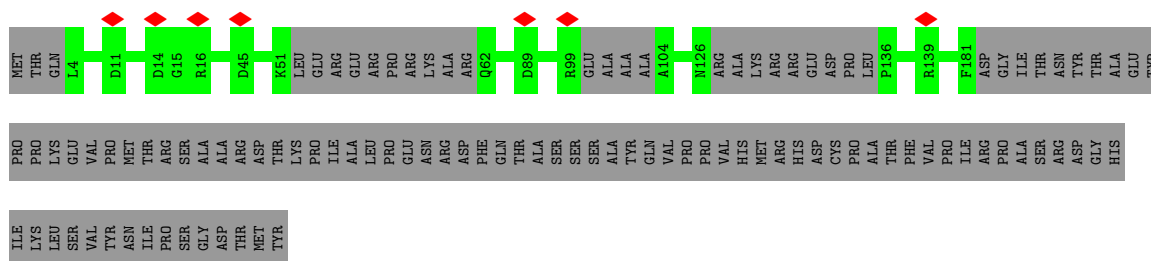 MET THR GLN L4 D11 D14 G15 R16 D45 K51 LEU GLU ARG GLU ARG PRO ARG LYS ALA ARG Q62 D89 R99 GLU ALA ALA ALA A104 N126 ARG ALA LYS ARG ARG GLU ASP PRO LEU P136 R139 F181 ASP GLY ILE THR ASN TYR THR ALA GLU TYR
PRO PRO LYS GLU VAL PRO MET THR ARG SER ALA ALA ARG ASP THR LYS PRO ILE ALA LEU PRO GLU ASN ARG ASP PHE GLN THR ALA SER SER SER ALA TYR GLN VAL PRO PRO VAL HIS MET ARG HIS ASP CYS PRO ALA THR PHE VAL PRO ILE ARG PRO ALA SER ARG ASP GLY HIS
ILE LYS LEU SER VAL TYR ASN ILE PRO SER GLY ASP THR MET TYR